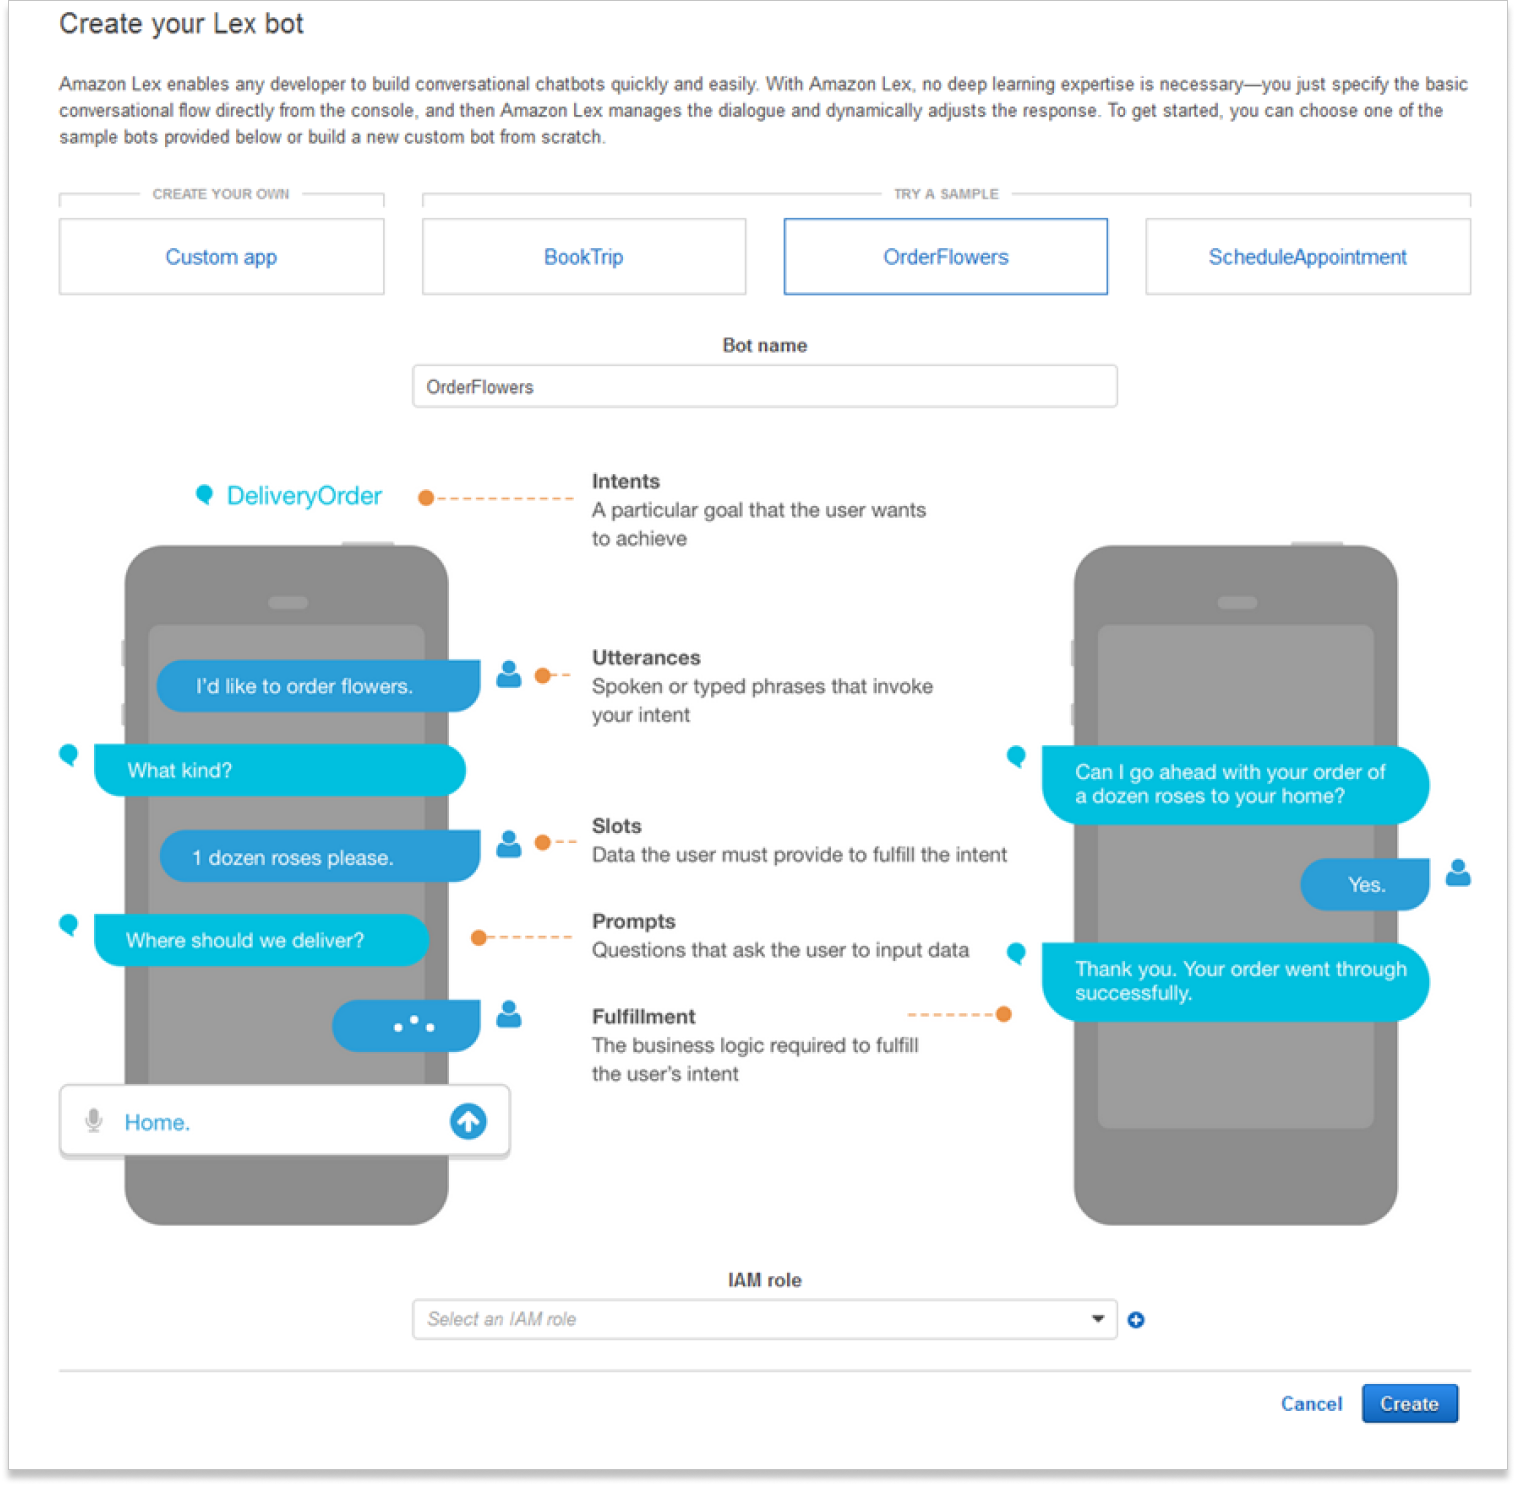 Create your Lex bot
Amazon Lex enables any developer to build conversational chatbots quickly and easily. With Amazon Lex, no deep learning expertise is necessary—you just specify the basic
conversational flow directly from the console, and then Amazon Lex manages the dialogue and dynamically adjusts the response. To get started, you can choose one of the
sample bots provided below or build a new custom bot from scratch.
CREATE YOUR OWN
TRY A SAMPLE
Custom app
BookTrip
OrderFlowers
ScheduleAppointment
Bot name
OrderFlowers
DeliveryOrder
Intents
A particular goal that the user wants
to achieve
I'd like to order flowers.
Utterances
Spoken or typed phrases that invoke
your intent
What kind?
1 dozen roses please.
Slots
Data the user must provide to fulfill the intent
Where should we deliver?
Prompts
Questions that ask the user to input data
Fulfillment
The business logic required to fulfill
the user's intent
Home.
Can I go ahead with your order of
a dozen roses to your home?
Yes.
Thank you. Your order went through
successfully.
IAM role
Select an IAM role
Cancel
Create